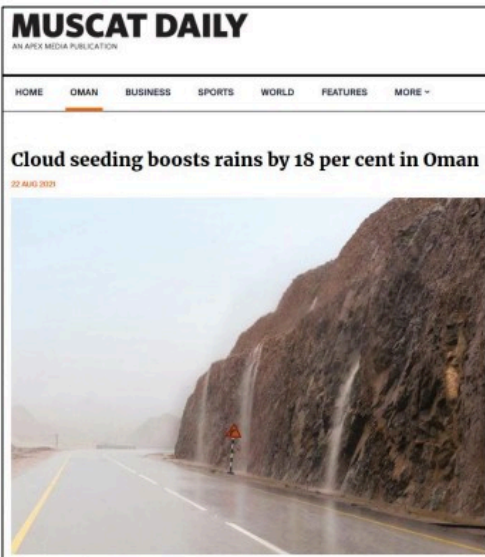 MUSCAT DAILY
AN APEX MEDIA PUBLICATION
HOME OMAN BUSINESS SPORTS WORLD FEATURES MORE
Cloud seeding boosts rains by 18 per cent in Oman
22 AUG 2021